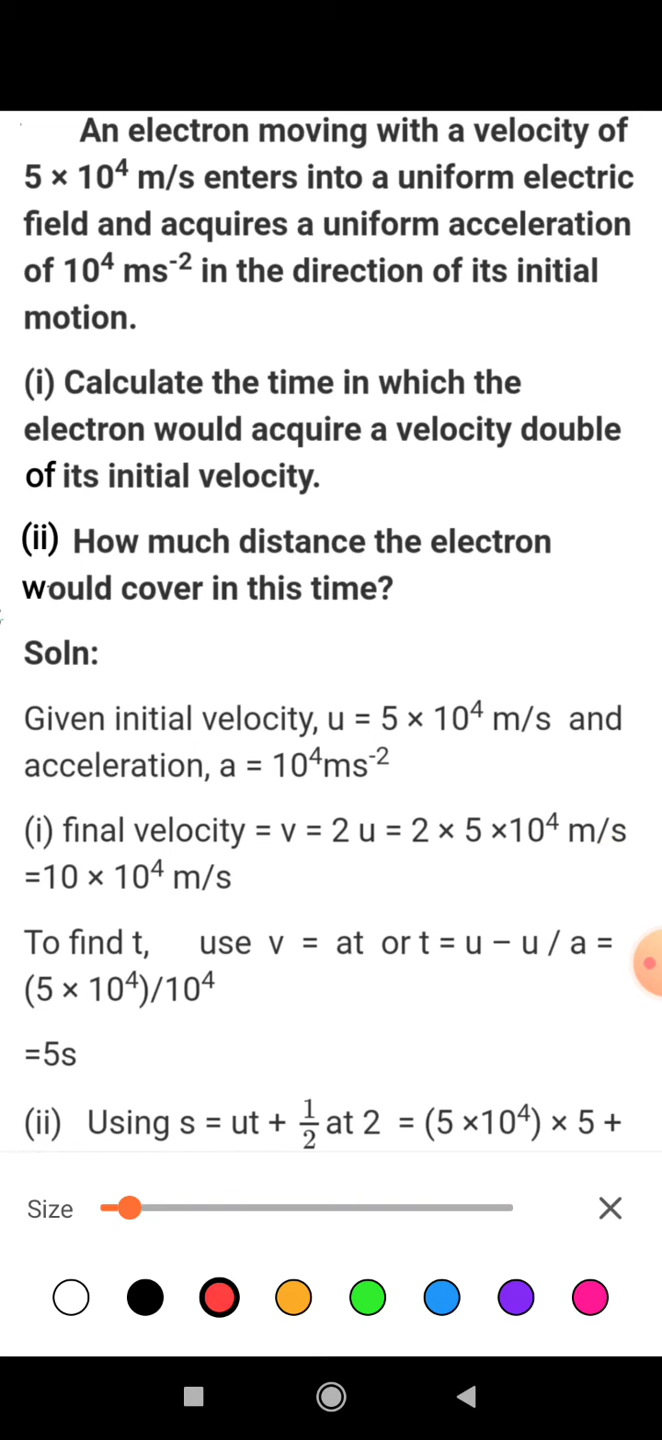 An electron moving with a velocity of
5 × 10⁴ m/s enters into a uniform electric
field and acquires a uniform acceleration
of 10⁴ ms⁻² in the direction of its initial
motion.
(i) Calculate the time in which the
electron would acquire a velocity double
of its initial velocity.
(ii) How much distance the electron
would cover in this time?
Soln:
Given initial velocity, u = 5 × 10⁴ m/s and
acceleration, a = 10⁴ms⁻²
(i) final velocity = v = 2 u = 2 × 5 ×10⁴ m/s
=10 × 10⁴ m/s
To find t, use v = at or t = u – u / a =
(5 × 10⁴)/10⁴
=5s
(ii) Using s = ut + 1/2 at 2 = (5 ×10⁴) × 5 +
Size